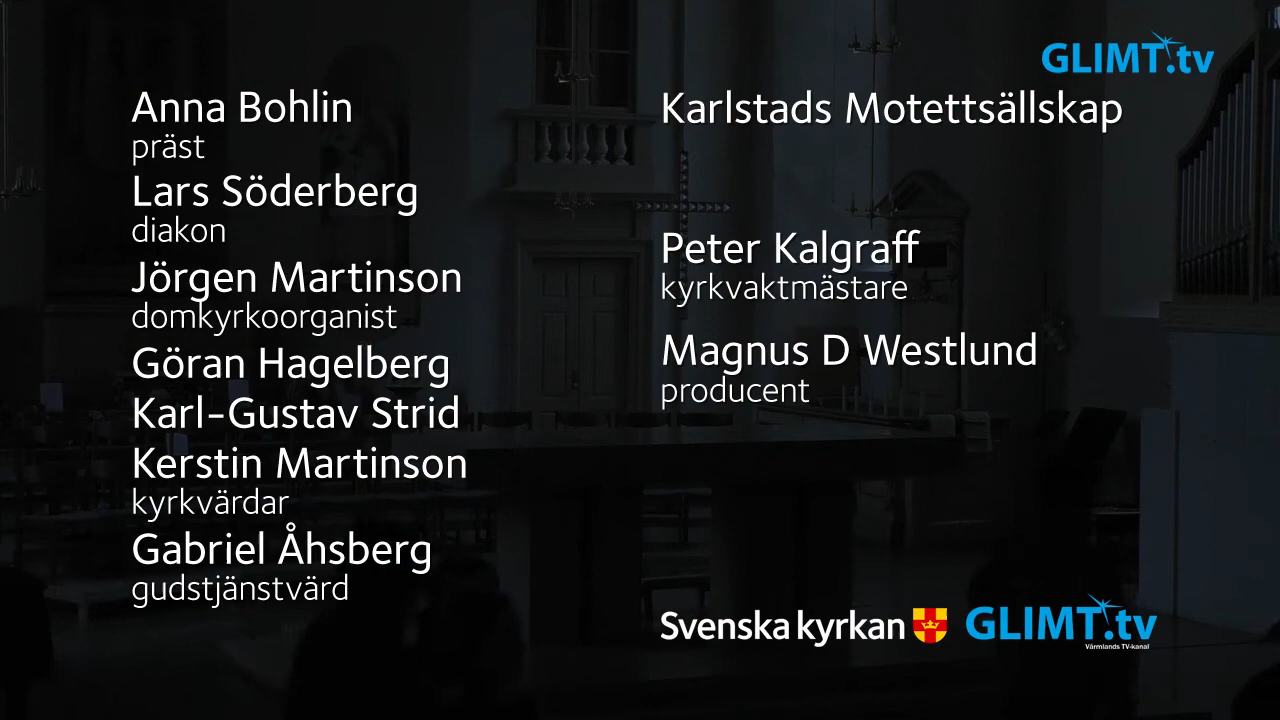 GLIMT.tv
Anna Bohlin
präst
Lars Söderberg
diakon
Jörgen Martinson
domkyrkoorganist
Göran Hagelberg
Karl-Gustav Strid
Kerstin Martinson
kyrkvärdar
Gabriel Åhsberg
gudstjänstvärd
Karlstads Motettsällskap
Peter Kalgraff
kyrkvaktmästare
Magnus D Westlund
producent
Svenska kyrkan
GLIMT.tv
Värmlands TV-kanal